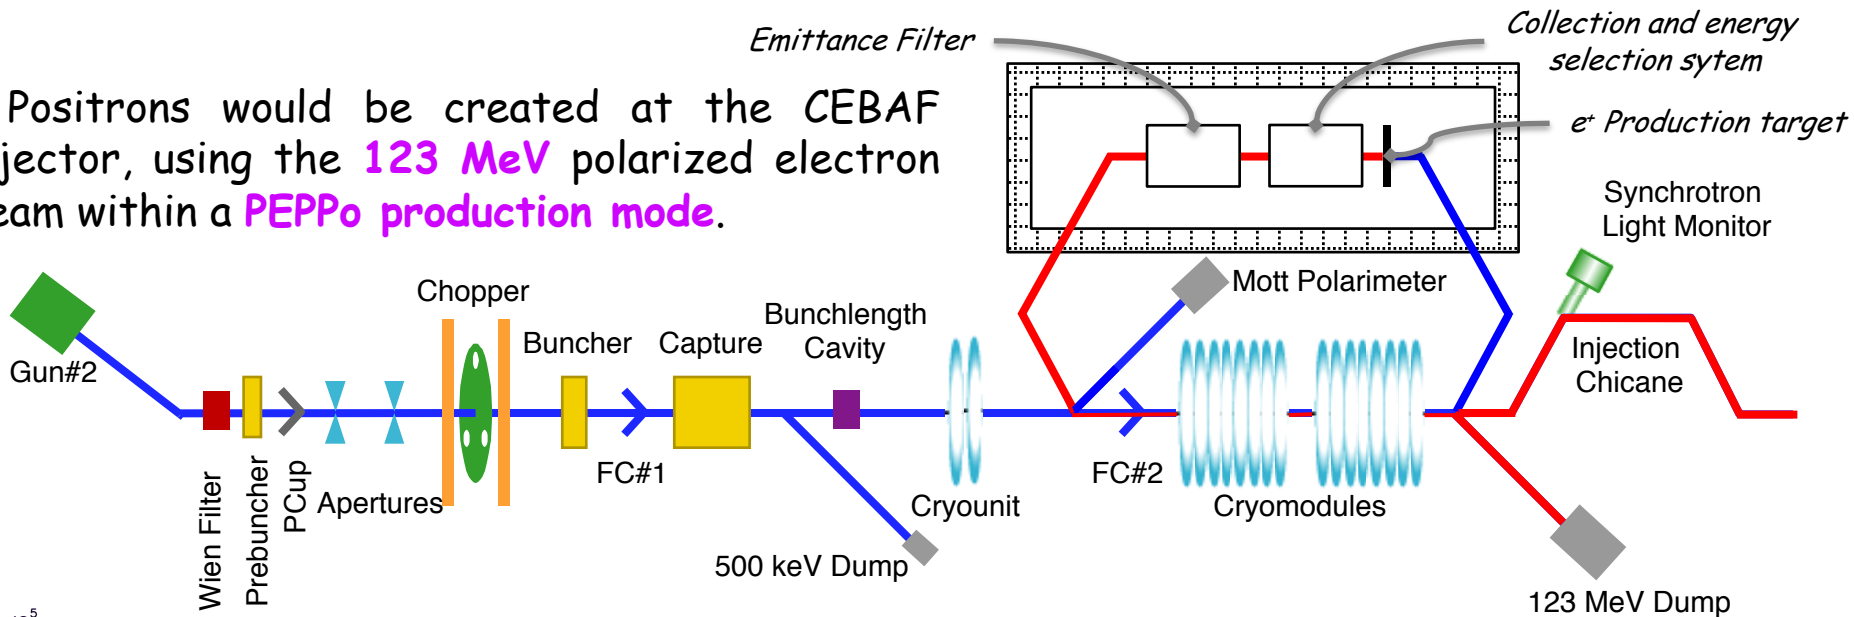 Positrons would be created at the CEBAF
jector, using the 123 MeV polarized electron
eam within a PEPPo production mode.
Emittance Filter
Collection and energy
selection sytem
e⁺ Production target
Synchrotron
Light Monitor
Mott Polarimeter
Chopper
Gun#2
Buncher
Capture
Bunchlength
Cavity
Injection
Chicane
Wien Filter
Prebuncher
PCup
Apertures
FC#1
Cryounit
FC#2
Cryomodules
500 keV Dump
123 MeV Dump